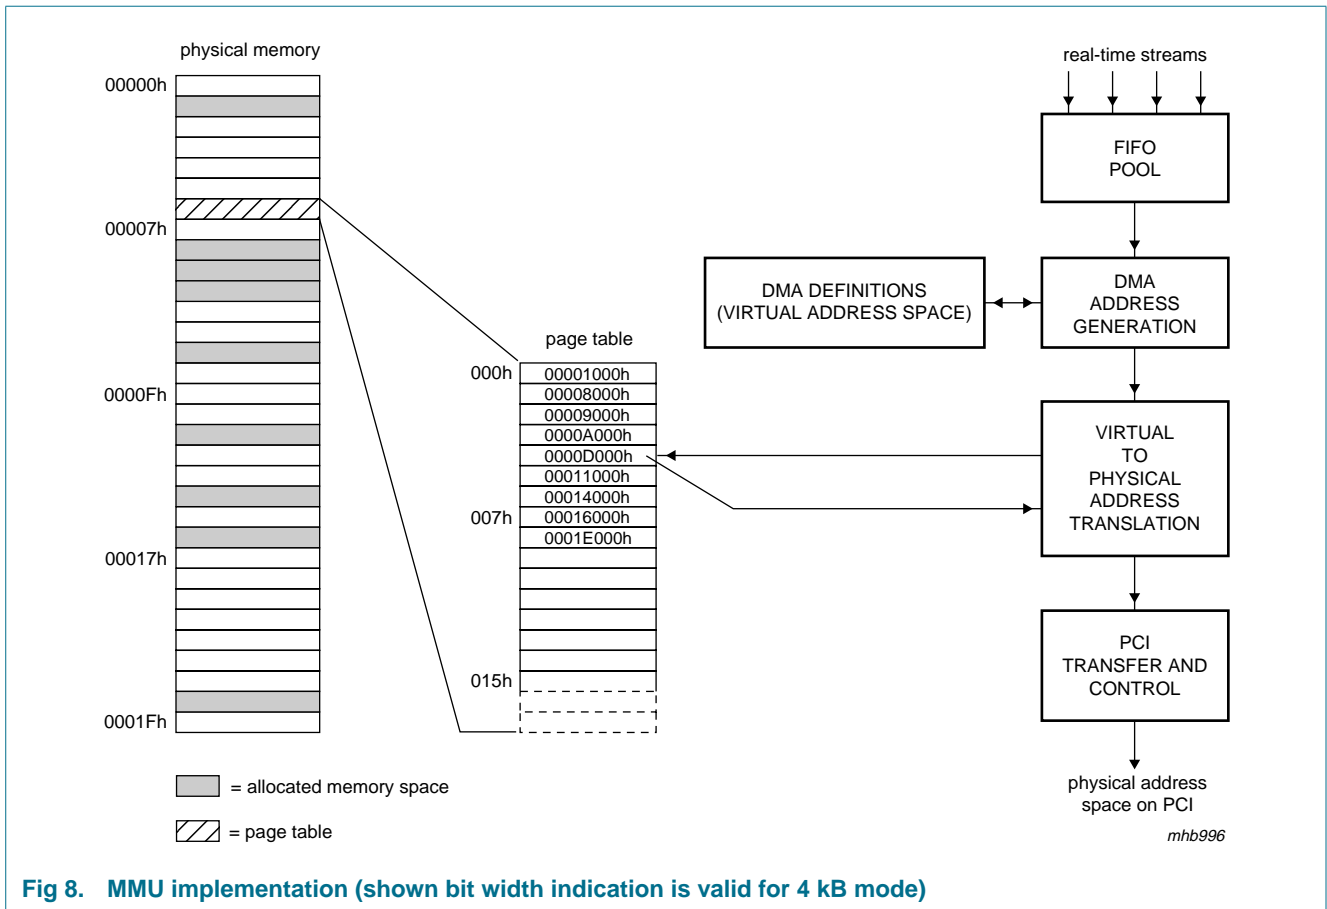 physical memory
00000h
00007h
0000Fh
00017h
0001Fh
= allocated memory space
= page table
page table
000h
00001000h
00008000h
00009000h
0000A000h
0000D000h
00011000h
00014000h
007h
00016000h
0001E000h
015h
real-time streams
FIFO
POOL
DMA DEFINITIONS
(VIRTUAL ADDRESS SPACE)
DMA
ADDRESS
GENERATION
VIRTUAL
TO
PHYSICAL
ADDRESS
TRANSLATION
PCI
TRANSFER AND
CONTROL
physical address
space on PCI
mhb996
Fig 8. MMU implementation (shown bit width indication is valid for 4 kB mode)